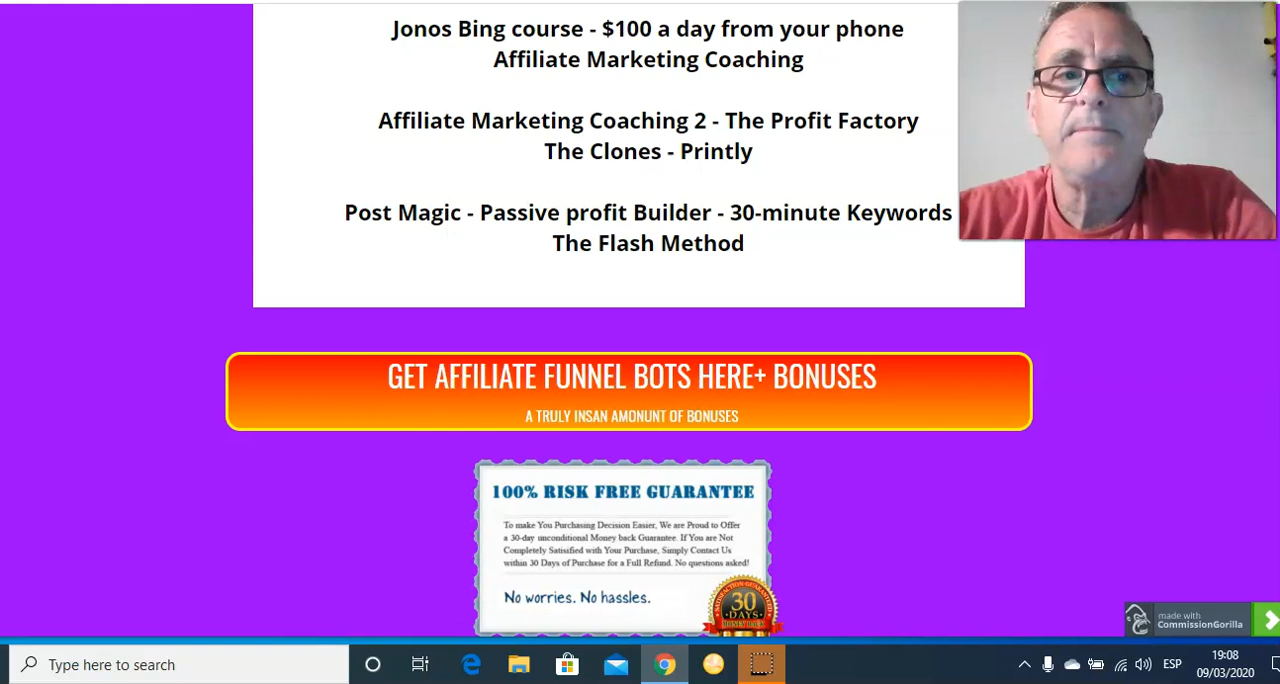 Jonos Bing course - $100 a day from your phone
Affiliate Marketing Coaching
Affiliate Marketing Coaching 2 - The Profit Factory
The Clones - Printly
Post Magic - Passive profit Builder - 30-minute Keywords
The Flash Method
GET AFFILIATE FUNNEL BOTS HERE+ BONUSES
A TRULY INSAN AMONUNT OF BONUSES
100% RISK FREE GUARANTEE
To make You Purchasing Decision Easier, We are Proud to Offer
a 30-day unconditional Money back Guarantee. If You are Not
Completely Satisified with Your Purchase, Simply Contact Us
within 30 Days of Purchase for a Full Refund. No questions asked!
No worries. No hassles.
30
DAYS
made with
CommissionGorilla
Type here to search
ESP
19:08
09/03/2020